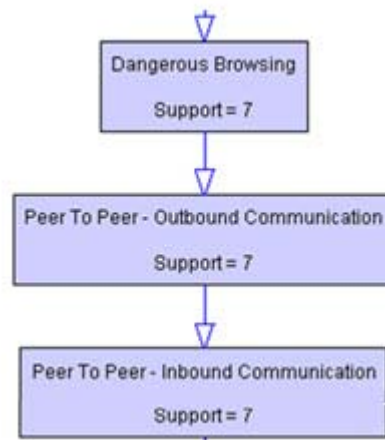 Dangerous Browsing
Support = 7
Peer To Peer - Outbound Communication
Support = 7
Peer To Peer - Inbound Communication
Support = 7